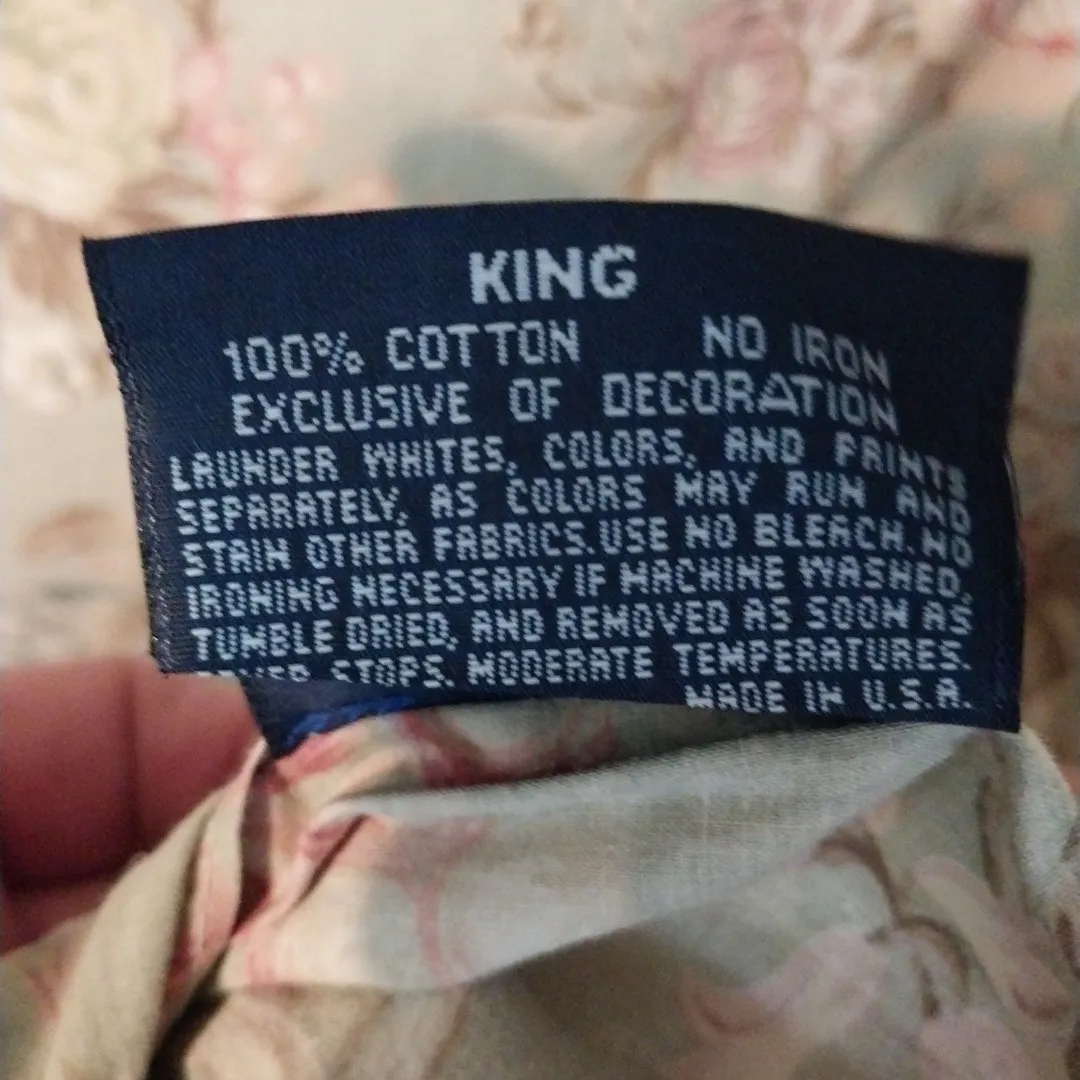 KING
100% COTTON NO IRON
EXCLUSIVE OF DECORATION
LAUNDER WHITES, COLORS, AND PRINTS
SEPARATELY, AS COLORS MAY RUN AND
STAIN OTHER FABRICS. USE NO BLEACH. NO
IRONING NECESSARY IF MACHINE WASHED,
TUMBLE DRIED, AND REMOVED AS SOON AS
STOPS. MODERATE TEMPERATURES.
MADE IN U.S.A.